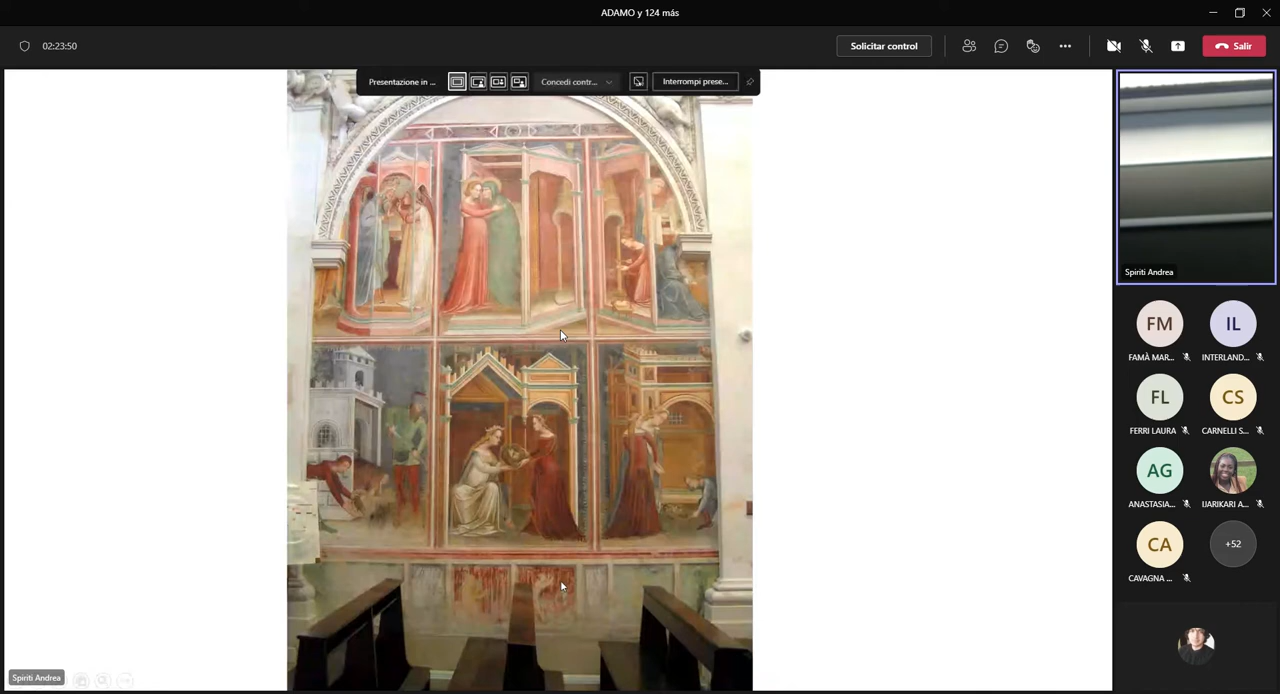 ADAMO y 124 más
02:23:50
Solicitar control
Salir
Presentazione in ...
Concedi contr...
Interrompi prese...
Spiriti Andrea
FM
IL
FAMÀ MAR...
INTERLAND...
FL
CS
FERRI LAURA
CARNELLI S...
AG
ANASTASIA...
IJARIKARI A...
CA
+52
CAVAGNA ...
Spiriti Andrea